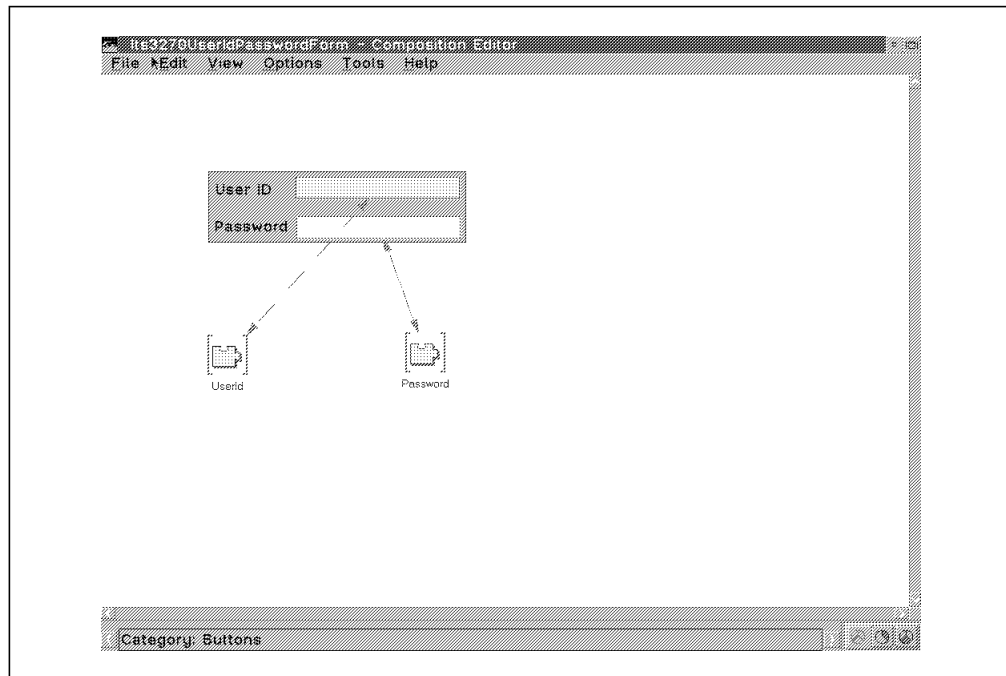 Its3270UserIdPasswordForm - Composition Editor
File Edit View Options Tools Help
User ID
Password
UserId Password
Category: Buttons